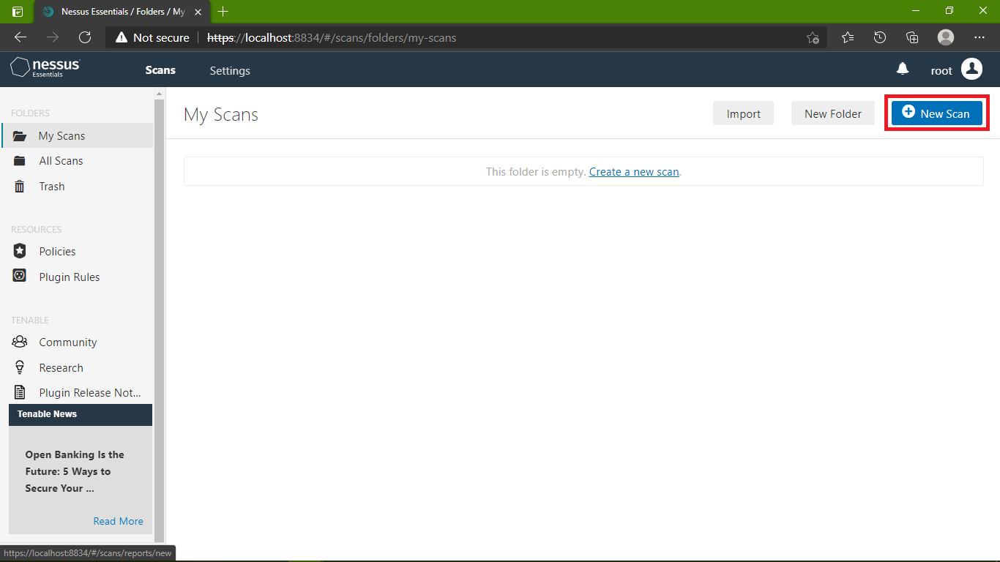 Nessus Essentials / Folders / My
Not secure https://localhost:8834/#/scans/folders/my-scans
nessus
Essentials
Scans
Settings
root
FOLDERS
My Scans
All Scans
Trash
RESOURCES
Policies
Plugin Rules
TENABLE
Community
Research
Plugin Release Not...
Tenable News
Open Banking Is the
Future: 5 Ways to
Secure Your ...
Read More
My Scans
Import
New Folder
New Scan
This folder is empty. Create a new scan.
https://localhost:8834/#/scans/reports/new